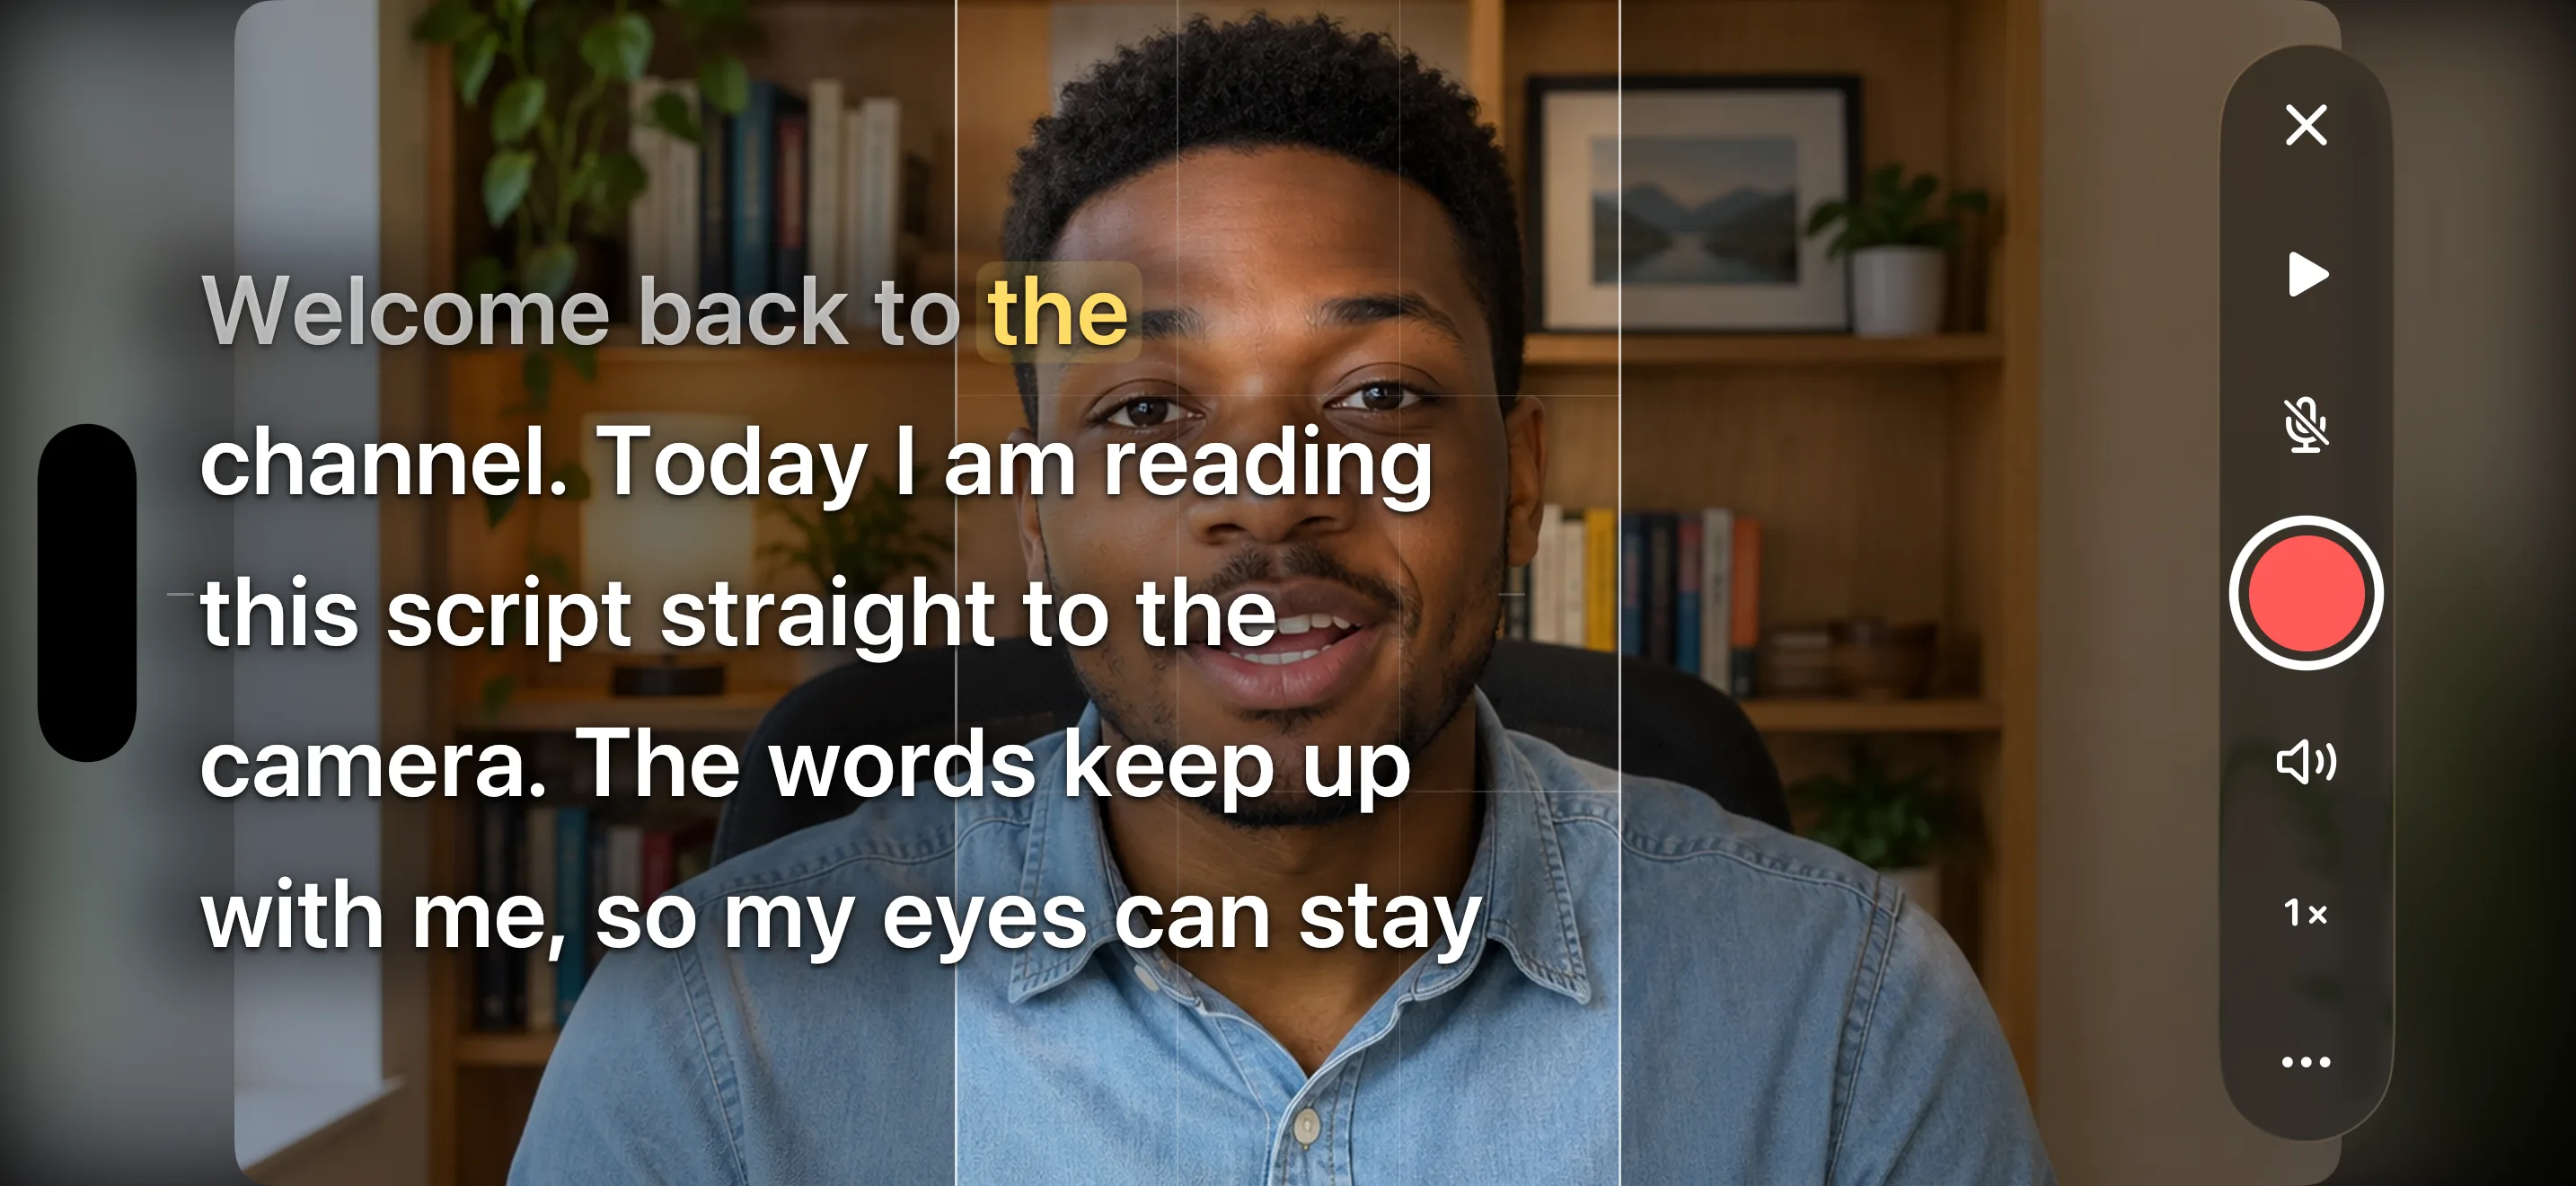 Welcome back to the
channel. Today I am reading
this script straight to the
camera. The words keep up
with me, so my eyes can stay
1×